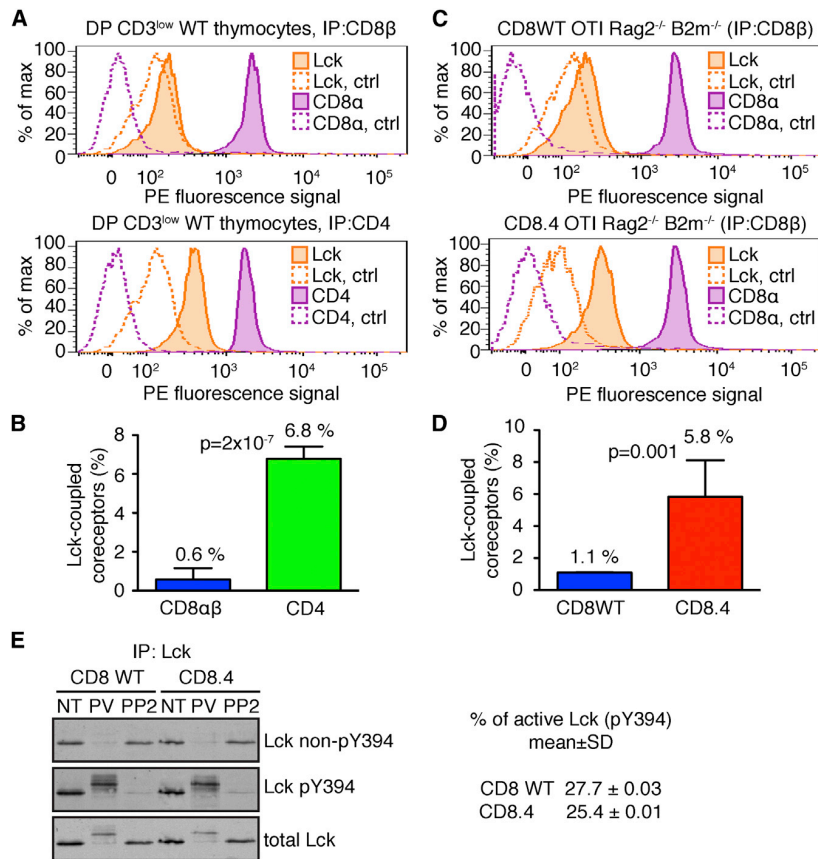 A
DP CD3low WT thymocytes, IP:CD8β
% of max
100
80
60
40
20
0
Lck
Lck, ctrl
CD8α
CD8α, ctrl
0 10² 10³ 10⁴ 10⁵
PE fluorescence signal
DP CD3low WT thymocytes, IP:CD4
% of max
100
80
60
40
20
0
Lck
Lck, ctrl
CD4
CD4, ctrl
0 10² 10³ 10⁴ 10⁵
PE fluorescence signal
C
CD8WT OTI Rag2-/- B2m-/- (IP:CD8β)
% of max
100
80
60
40
20
0
Lck
Lck, ctrl
CD8α
CD8α, ctrl
0 10² 10³ 10⁴ 10⁵
PE fluorescence signal
CD8.4 OTI Rag2-/- B2m-/- (IP:CD8β)
% of max
100
80
60
40
20
0
Lck
Lck, ctrl
CD8α
CD8α, ctrl
0 10² 10³ 10⁴ 10⁵
PE fluorescence signal
B
Lck-coupled
coreceptors (%)
8
6
4
2
0
p=2x10-7
6.8 %
0.6 %
CD8αβ CD4
D
Lck-coupled
coreceptors (%)
10
8
6
4
2
0
p=0.001
5.8 %
1.1 %
CD8WT CD8.4
E
IP: Lck
CD8 WT CD8.4
NT PV PP2 NT PV PP2
Lck non-pY394
Lck pY394
total Lck
% of active Lck (pY394)
mean±SD
CD8 WT 27.7 ± 0.03
CD8.4 25.4 ± 0.01